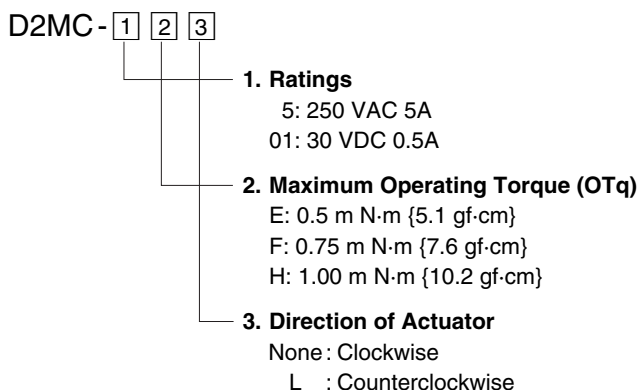 D2MC-1 2 3
1. Ratings
5: 250 VAC 5A
01: 30 VDC 0.5A
2. Maximum Operating Torque (OTq)
E: 0.5 m N·m {5.1 gf·cm}
F: 0.75 m N·m {7.6 gf·cm}
H: 1.00 m N·m {10.2 gf·cm}
3. Direction of Actuator
None : Clockwise
L : Counterclockwise